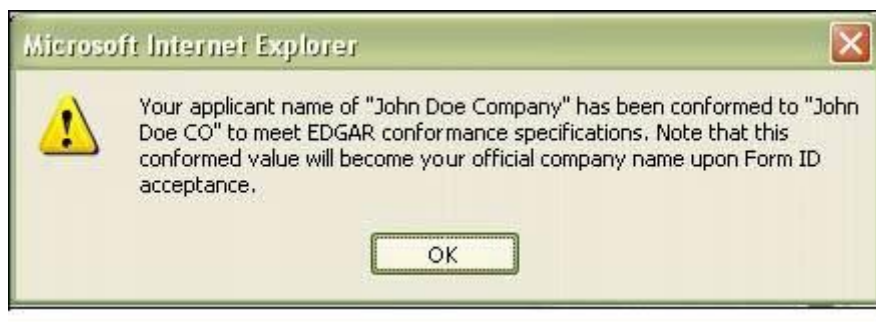 Microsoft Internet Explorer
Your applicant name of "John Doe Company" has been conformed to "John
Doe CO" to meet EDGAR conformance specifications. Note that this
conformed value will become your official company name upon Form ID
acceptance.
OK